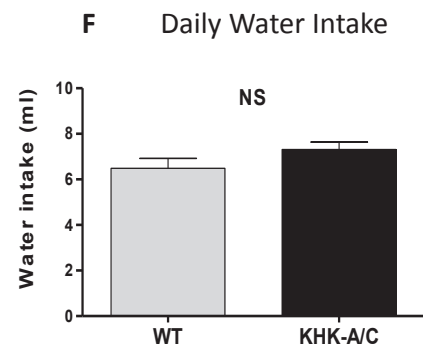 F Daily Water Intake
NS
Water intake (ml)
10
8
6
4
2
0
WT KHK-A/C